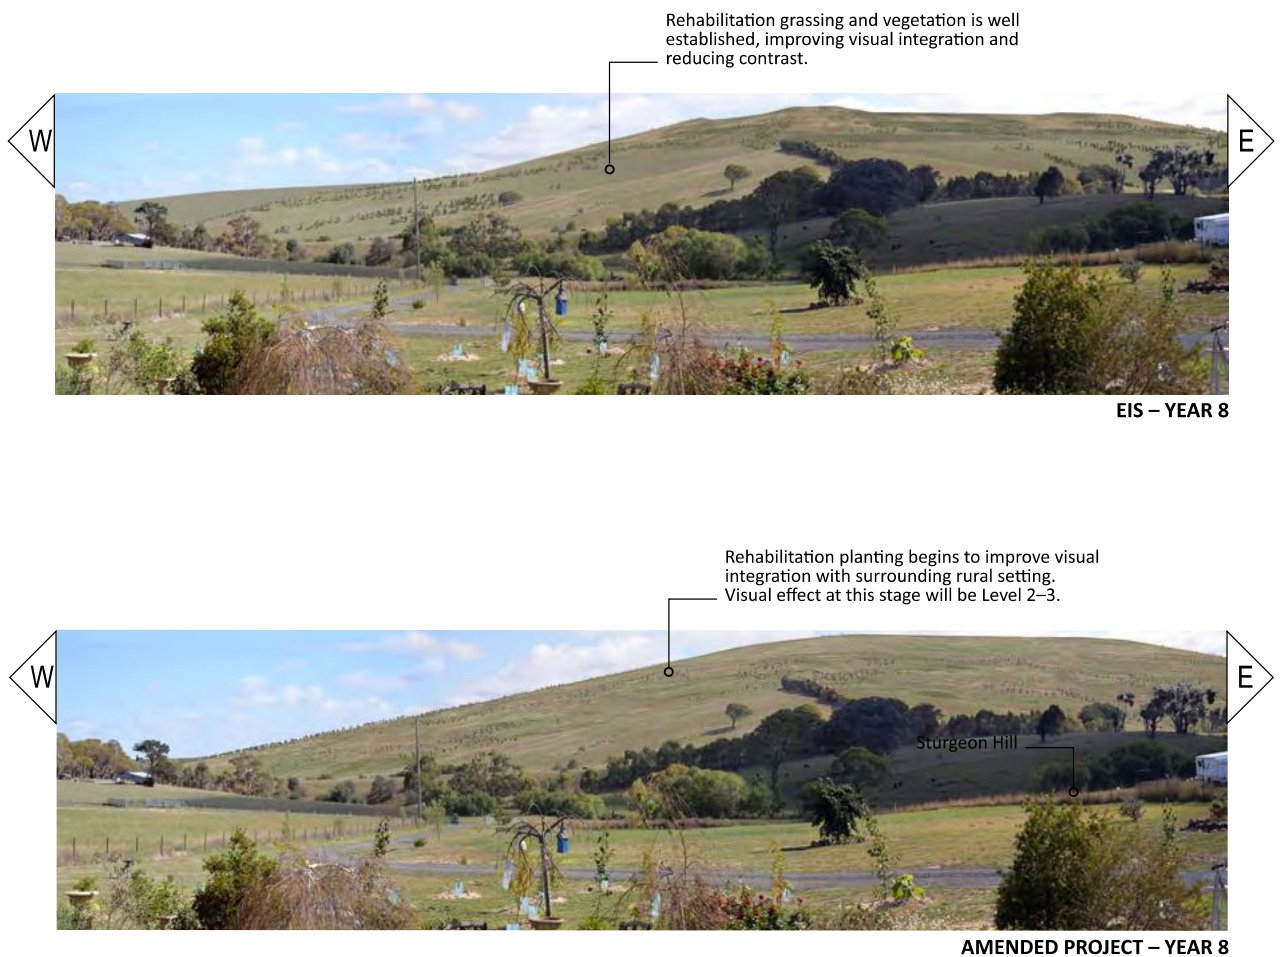 Rehabilitation grassing and vegetation is well
established, improving visual integration and
reducing contrast.
W
E
EIS – YEAR 8
Rehabilitation planting begins to improve visual
integration with surrounding rural setting.
Visual effect at this stage will be Level 2–3.
W
E
Sturgeon Hill
AMENDED PROJECT – YEAR 8